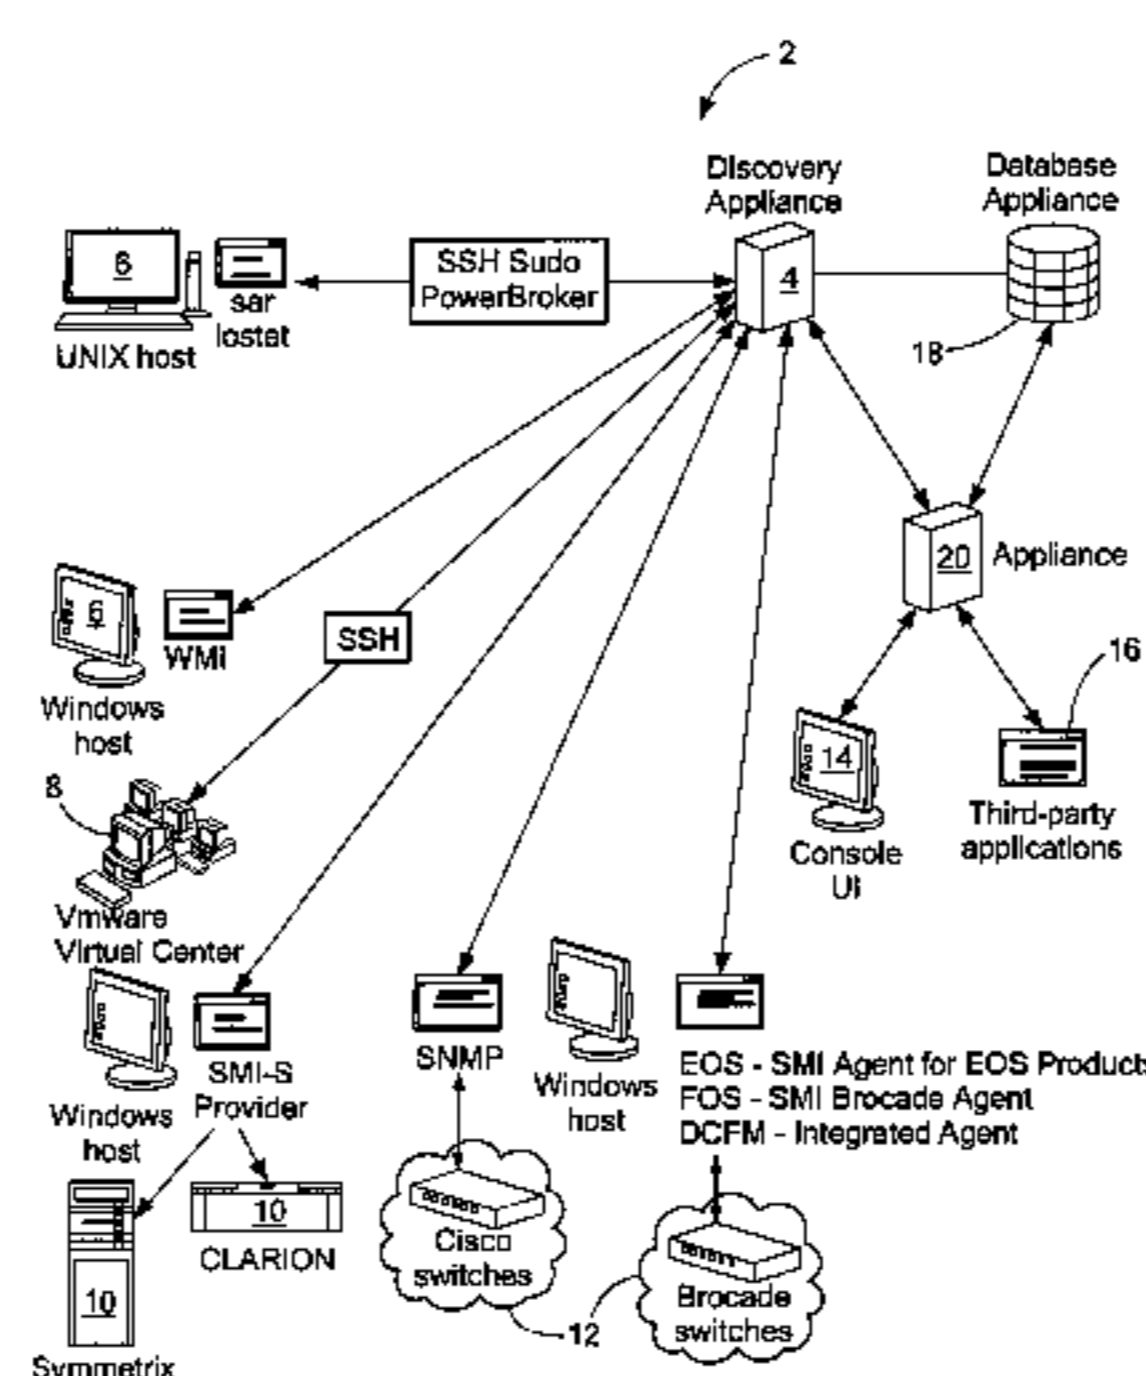 2
Discovery
Appliance
Database
Appliance
6
sar
Iostat
UNIX host
SSH Sudo
PowerBroker
4
18
20
Appliance
6
WMI
Windows
host
SSH
16
14
Console
UI
Third-party
applications
8
Vmware
Virtual Center
Windows
host
SMI-S
Provider
SNMP
Windows
host
EOS - SMI Agent for EOS Products
FOS - SMI Brocade Agent
DCFM - Integrated Agent
10
CLARION
10
Symmetrix
Cisco
switches
12
Brocade
switches